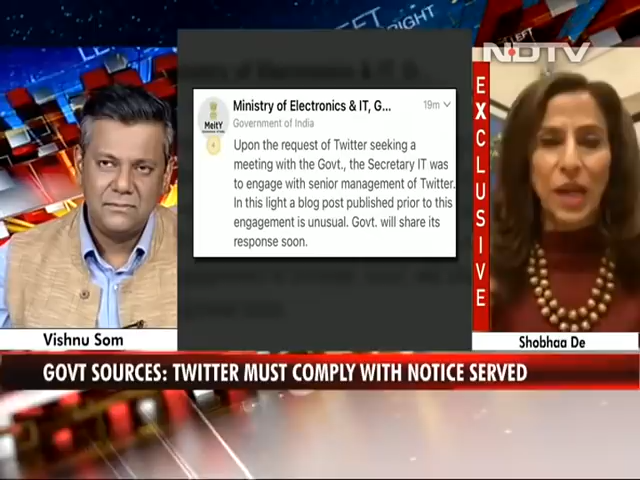 LEFT
RIGHT
LEFT
NDTV
EXCLUSIVE
MeitY
Ministry of Electronics & IT, G...
19m
Government of India
Upon the request of Twitter seeking a
meeting with the Govt., the Secretary IT was
to engage with senior management of Twitter.
In this light a blog post published prior to this
engagement is unusual. Govt. will share its
response soon.
Vishnu Som
Shobhaa De
GOVT SOURCES: TWITTER MUST COMPLY WITH NOTICE SERVED